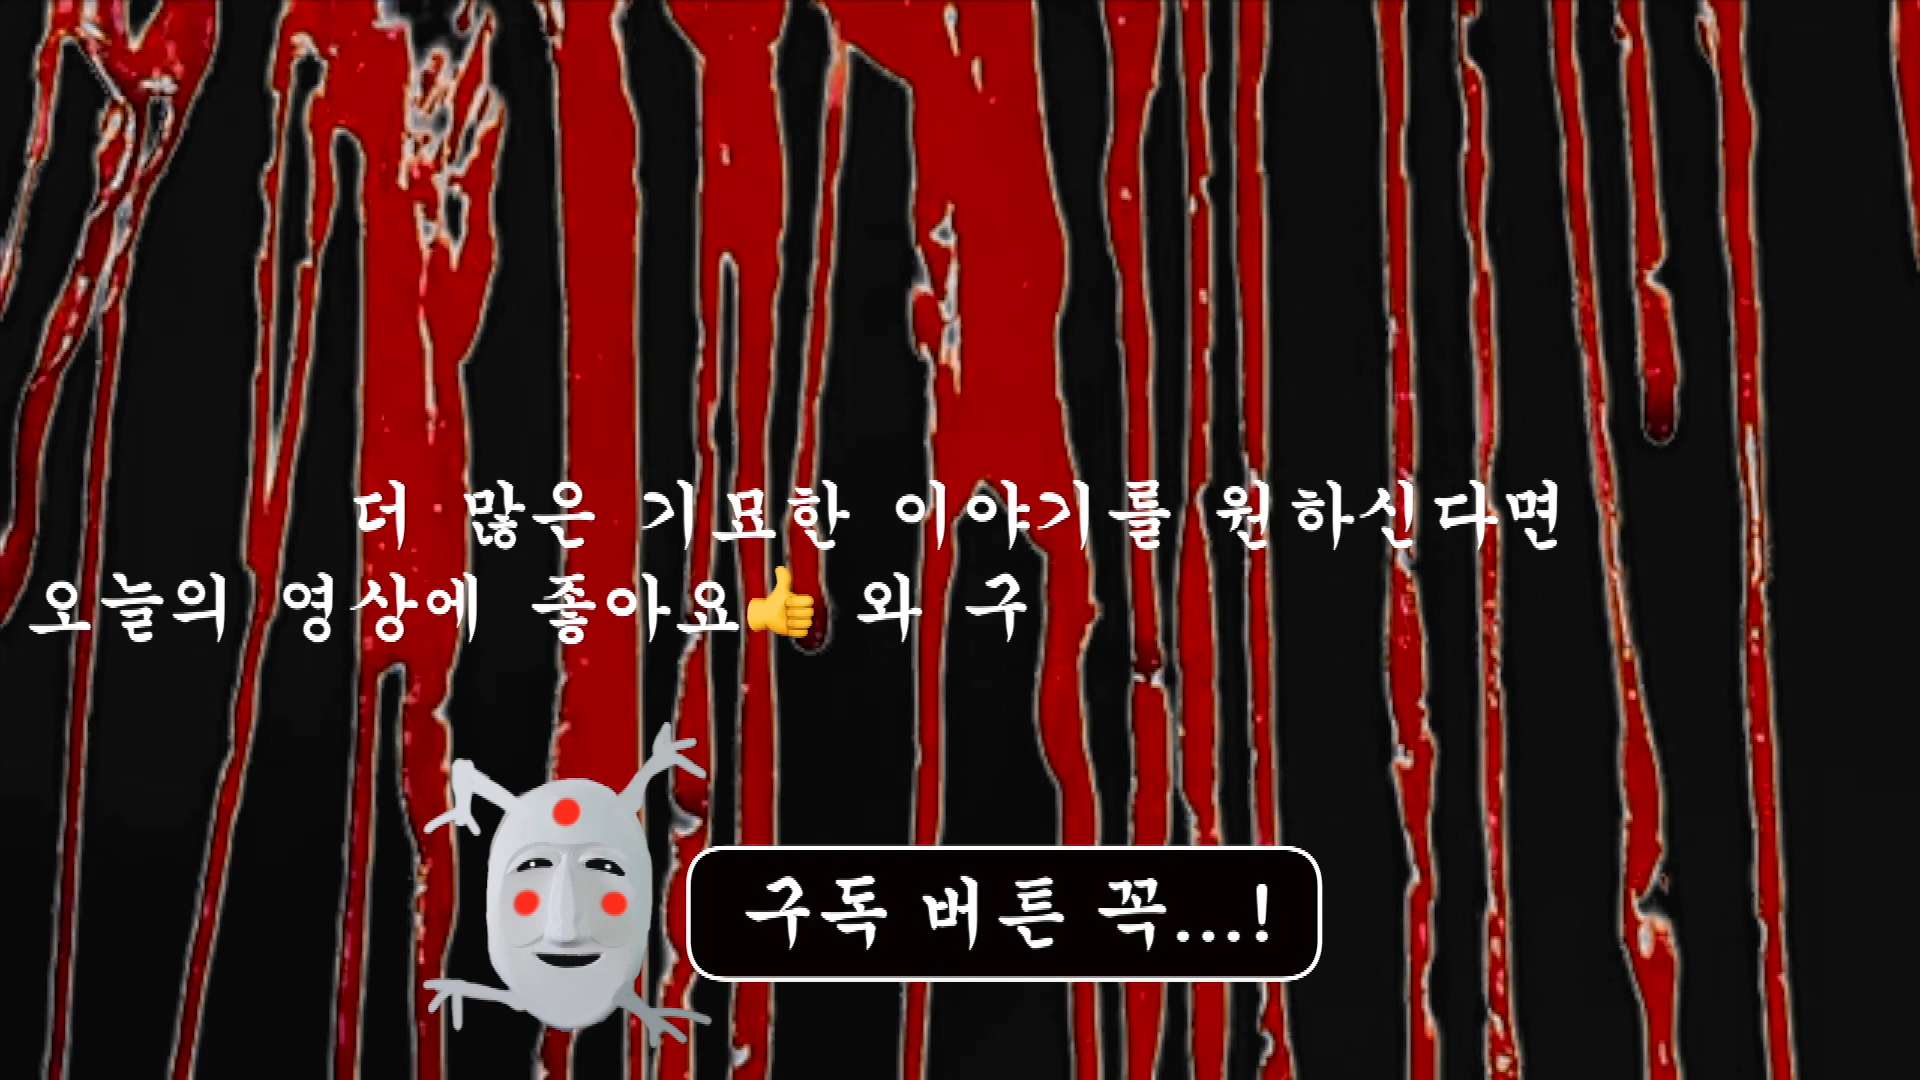 더 많은 기묘한 이야기를 원하신다면
오늘의 영상에 좋아요👍 와 구
구독 버튼 꼭...!